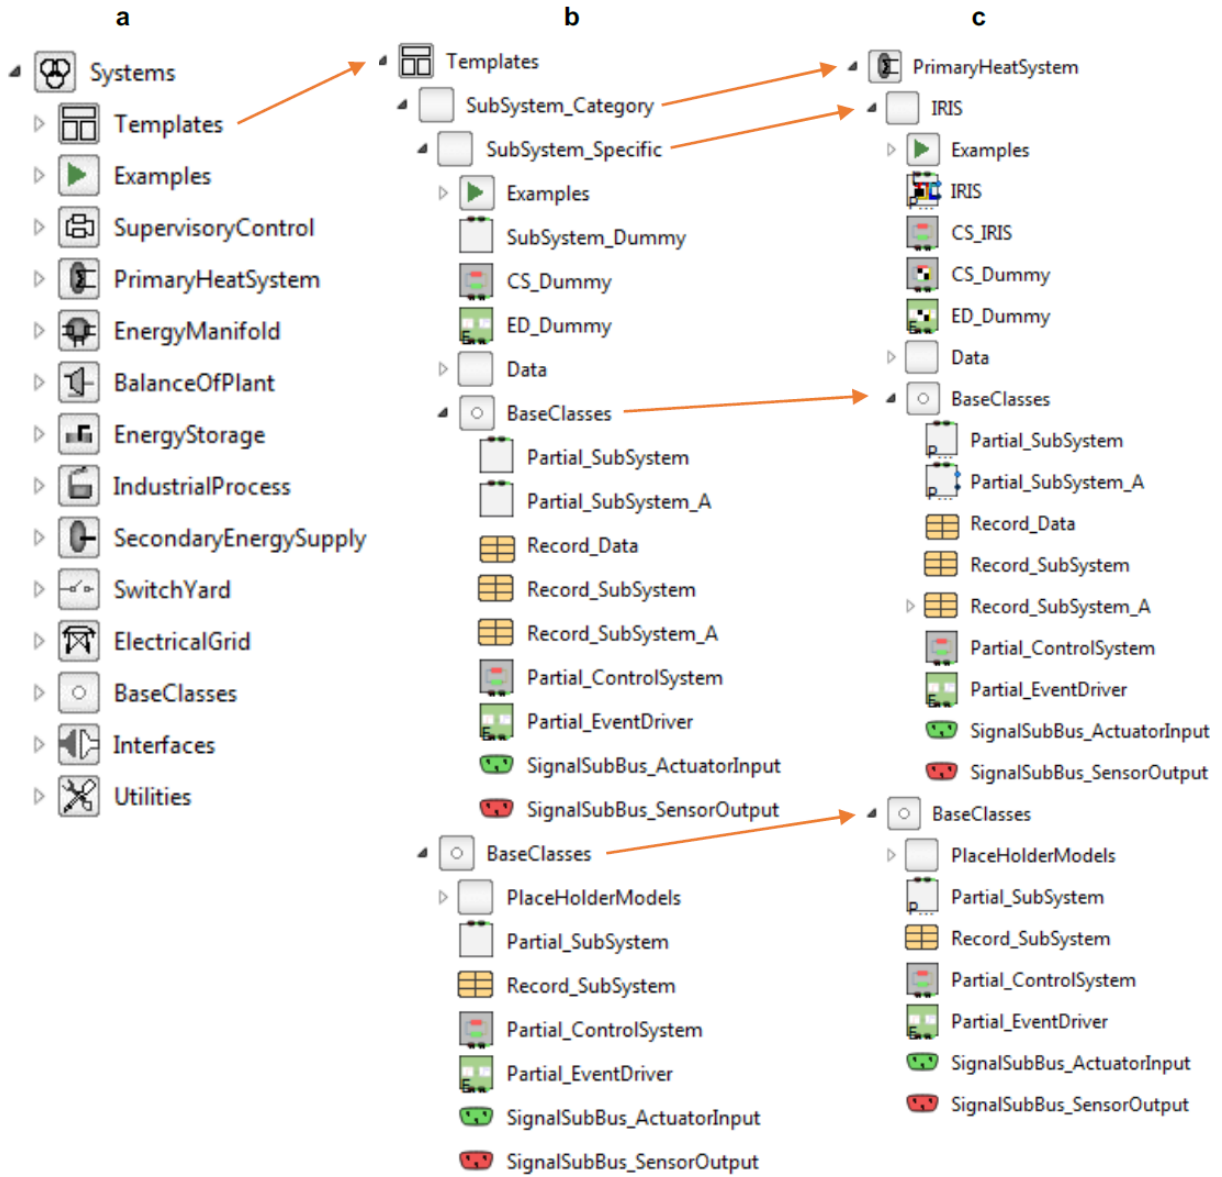 a
Systems
Templates
Examples
SupervisoryControl
PrimaryHeatSystem
EnergyManifold
BalanceOfPlant
EnergyStorage
IndustrialProcess
SecondaryEnergySupply
SwitchYard
ElectricalGrid
BaseClasses
Interfaces
Utilities
b
Templates
SubSystem_Category
SubSystem_Specific
Examples
SubSystem_Dummy
CS_Dummy
ED_Dummy
Data
BaseClasses
Partial_SubSystem
Partial_SubSystem_A
Record_Data
Record_SubSystem
Record_SubSystem_A
Partial_ControlSystem
Partial_EventDriver
SignalSubBus_ActuatorInput
SignalSubBus_SensorOutput
BaseClasses
PlaceHolderModels
Partial_SubSystem
Record_SubSystem
Partial_ControlSystem
Partial_EventDriver
SignalSubBus_ActuatorInput
SignalSubBus_SensorOutput
c
PrimaryHeatSystem
IRIS
Examples
IRIS
CS_IRIS
CS_Dummy
ED_Dummy
Data
BaseClasses
Partial_SubSystem
Partial_SubSystem_A
Record_Data
Record_SubSystem
Record_SubSystem_A
Partial_ControlSystem
Partial_EventDriver
SignalSubBus_ActuatorInput
SignalSubBus_SensorOutput
BaseClasses
PlaceHolderModels
Partial_SubSystem
Record_SubSystem
Partial_ControlSystem
Partial_EventDriver
SignalSubBus_ActuatorInput
SignalSubBus_SensorOutput